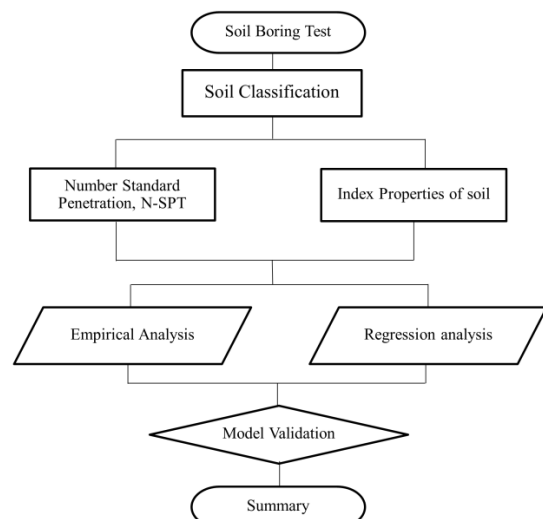 Soil Boring Test
Soil Classification
Number Standard
Penetration, N-SPT
Index Properties of soil
Empirical Analysis
Regression analysis
Model Validation
Summary